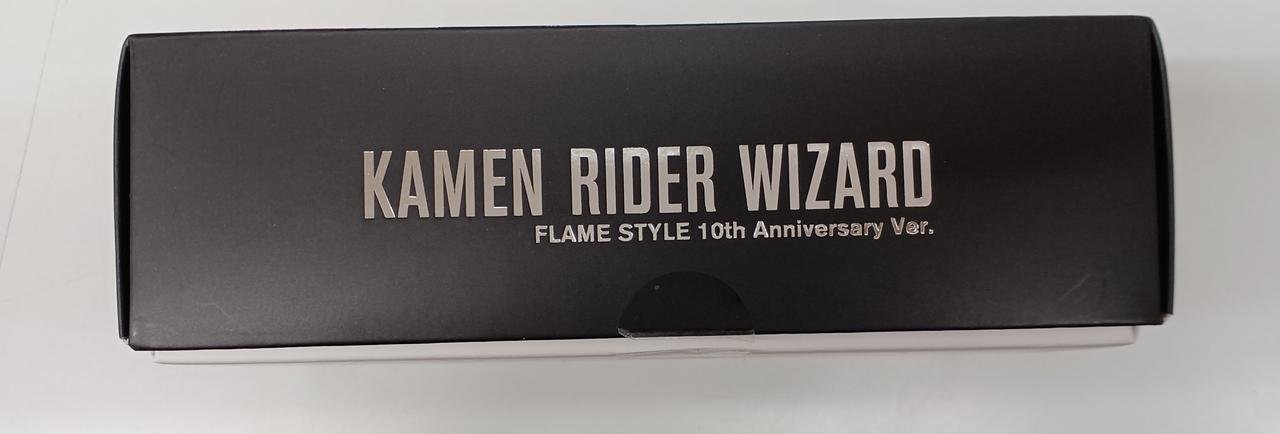 KAMEN RIDER WIZARD
FLAME STYLE 10th Anniversary Ver.